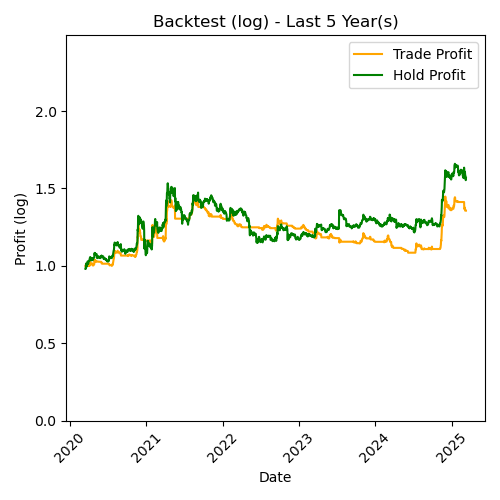 Backtest (log) - Last 5 Year(s)
Trade Profit
Hold Profit
Profit (log)
2.0
1.5
1.0
0.5
0.0
2020
2021
2022
2023
2024
2025
Date